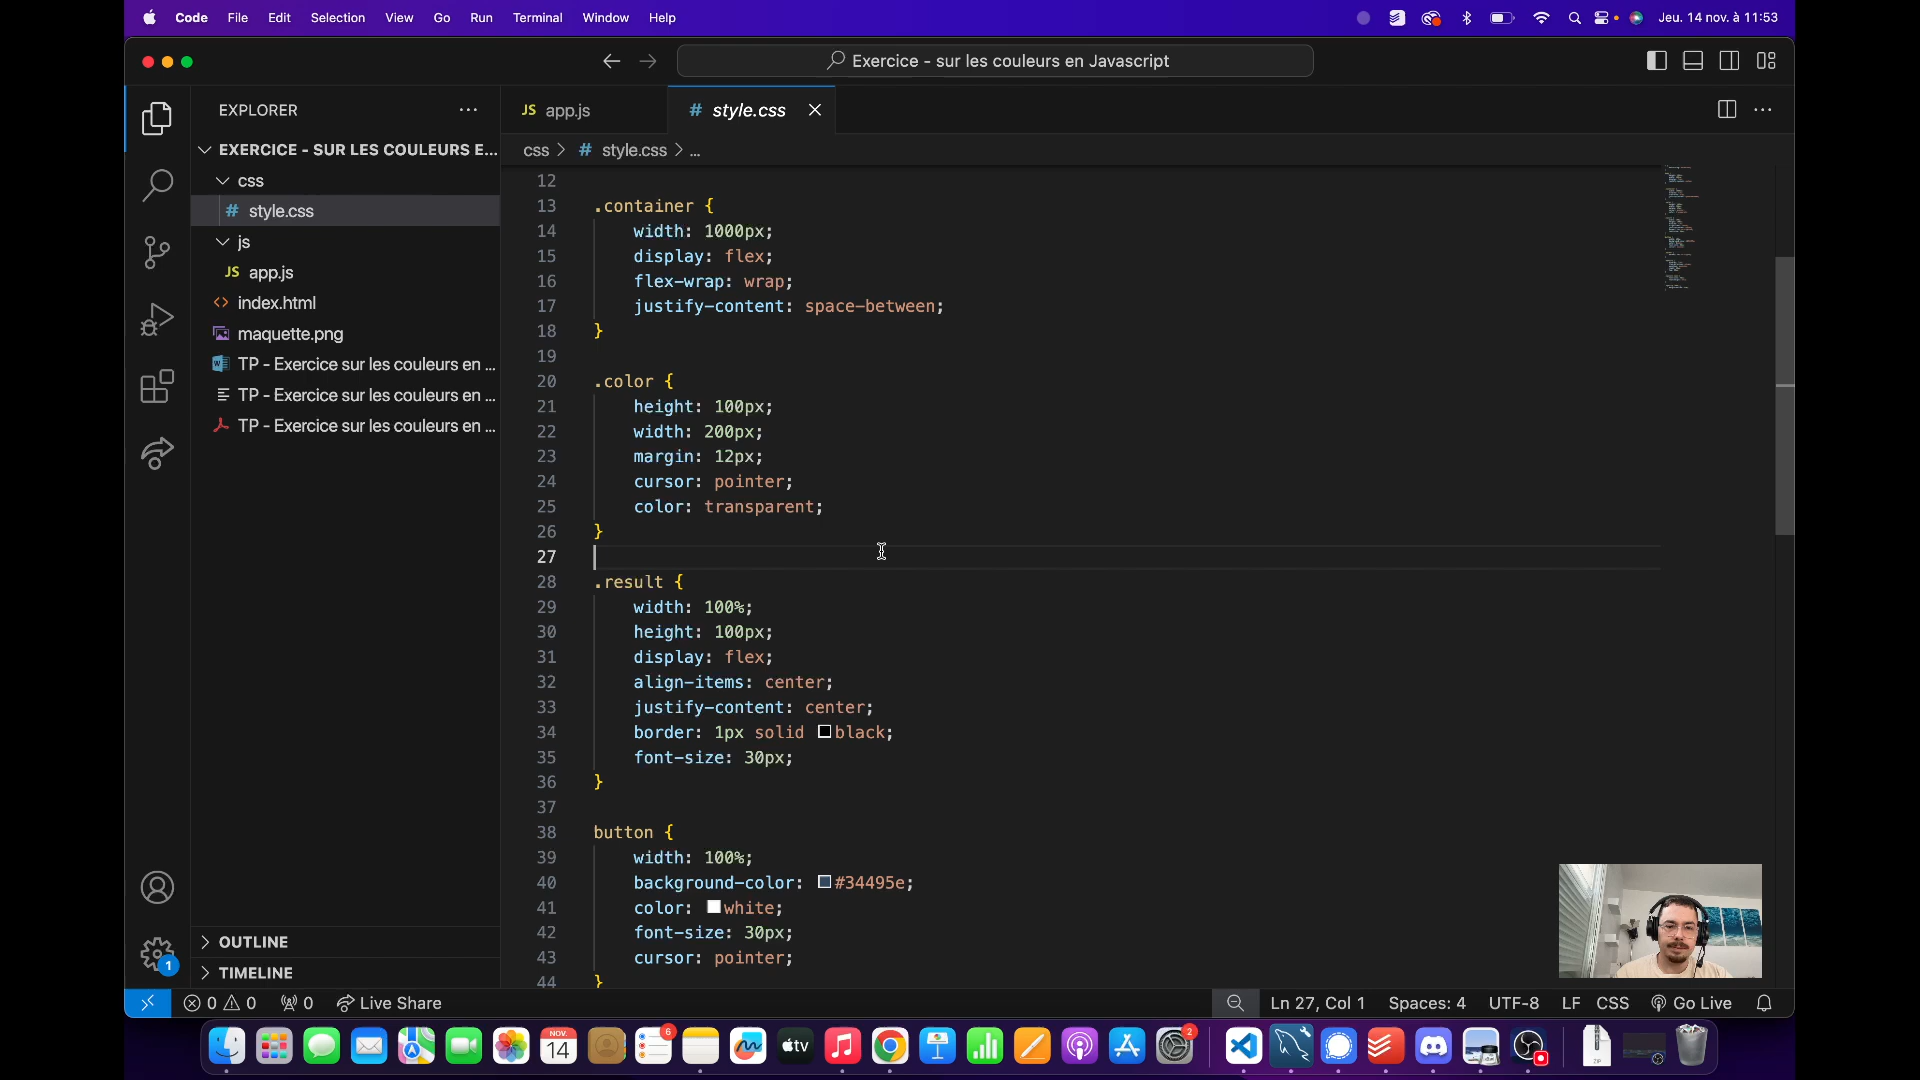 Code File Edit Selection View Go Run Terminal Window Help Jeu. 14 nov. à 11:53
Exercice - sur les couleurs en Javascript
EXPLORER ···
JS app.js # style.css
EXERCICE - SUR LES COULEURS E...
css > # style.css > ...
css
# style.css
js
JS app.js
<> index.html
maquette.png
TP - Exercice sur les couleurs en ...
TP - Exercice sur les couleurs en ...
TP - Exercice sur les couleurs en ...
12
13 .container {
14 width: 1000px;
15 display: flex;
16 flex-wrap: wrap;
17 justify-content: space-between;
18 }
19
20 .color {
21 height: 100px;
22 width: 200px;
23 margin: 12px;
24 cursor: pointer;
25 color: transparent;
26 }
27
28 .result {
29 width: 100%;
30 height: 100px;
31 display: flex;
32 align-items: center;
33 justify-content: center;
34 border: 1px solid black;
35 font-size: 30px;
36 }
37
38 button {
39 width: 100%;
40 background-color: #34495e;
41 color: white;
42 font-size: 30px;
43 cursor: pointer;
44 }
OUTLINE
TIMELINE
1
0 0 0 Live Share Ln 27, Col 1 Spaces: 4 UTF-8 LF CSS Go Live
NOV.
14
6
tv
2
ZIP